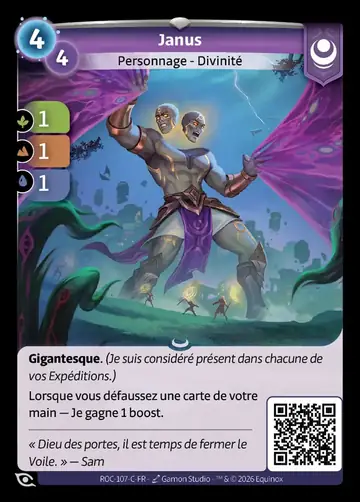 4
4
Janus
Personnage - Divinité
1
1
1
Gigantesque. (Je suis considéré présent dans chacune de
vos Expéditions.)
Lorsque vous défaussez une carte de votre
main — Je gagne 1 boost.
« Dieu des portes, il est temps de fermer le
Voile. » — Sam
ROC-107-C-FR - Gamon Studio - ™ & © 2026 Equinox